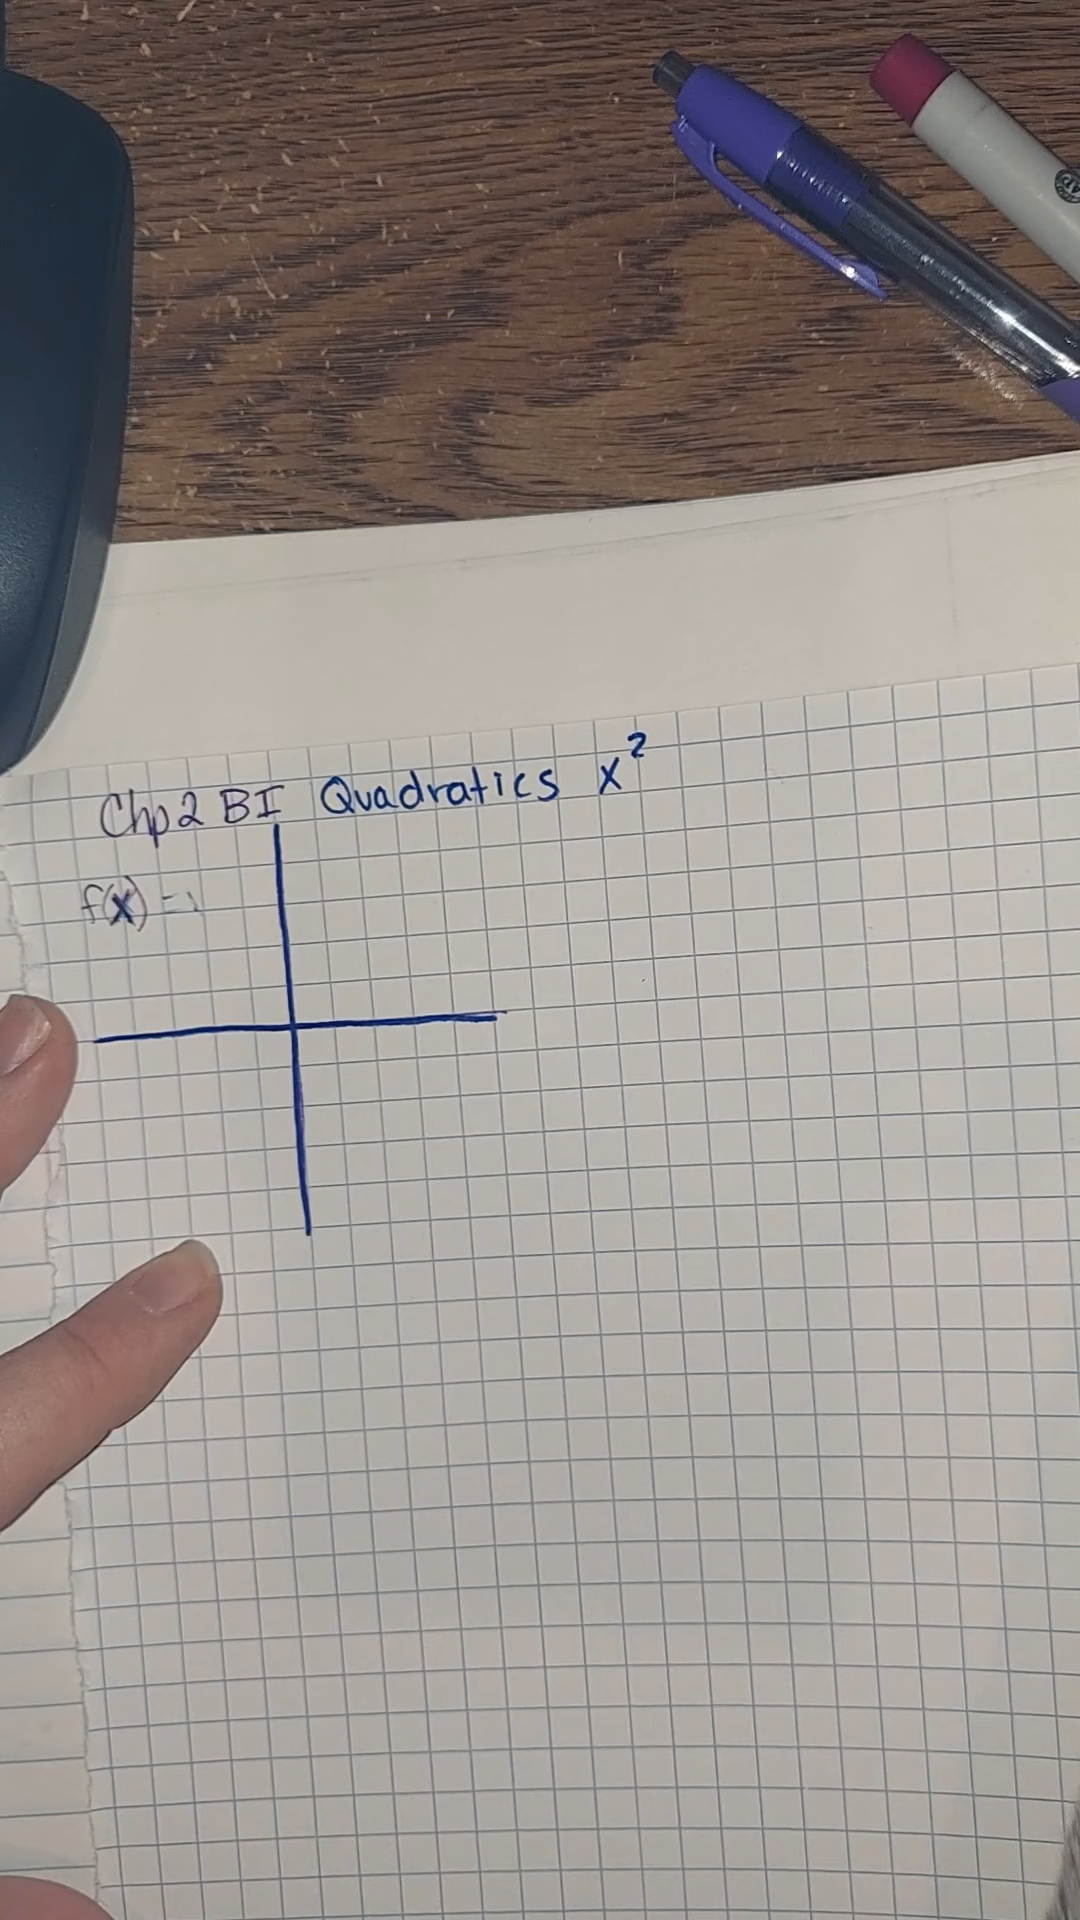 Chp 2 BI Quadratics x²
f(x) =